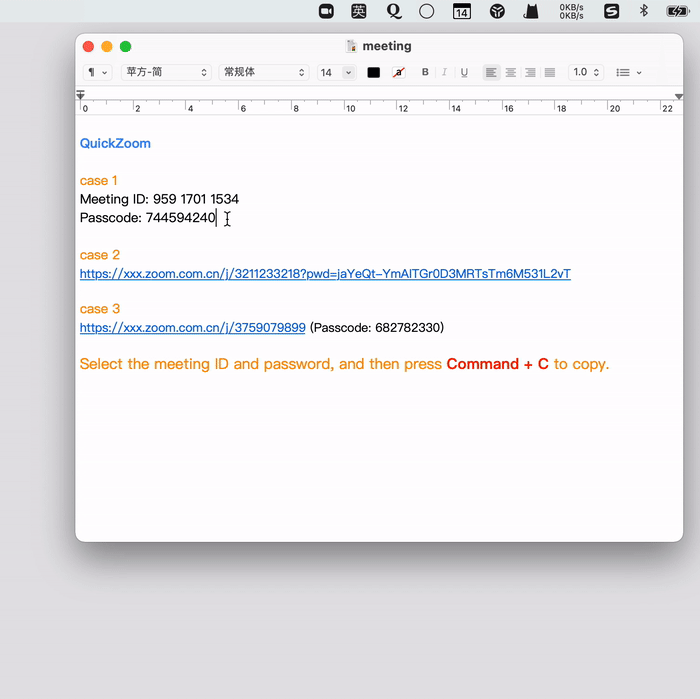 英 14 0KB/s
0KB/s
meeting
苹方-简 常规体 14 a B I U 1.0
0 2 4 6 8 10 12 14 16 18 20 22
QuickZoom
case 1
Meeting ID: 959 1701 1534
Passcode: 744594240
case 2
https://xxx.zoom.com.cn/j/3211233218?pwd=jaYeQt-YmAlTGr0D3MRTsTm6M531L2vT
case 3
https://xxx.zoom.com.cn/j/3759079899 (Passcode: 682782330)
Select the meeting ID and password, and then press Command + C to copy.